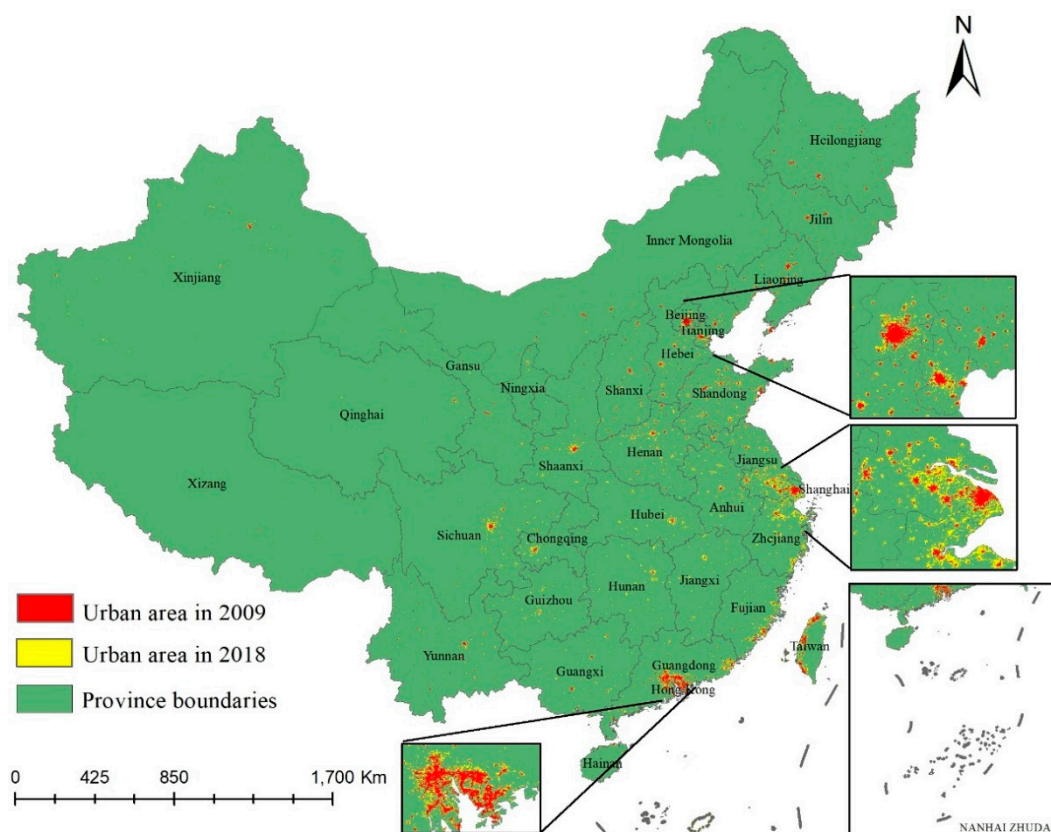 N
Heilongjiang
Jilin
Inner Mongolia
Liaoning
Xinjiang
Beijing
Tianjing
Hebei
Gansu
Ningxia
Shanxi
Shandong
Qinghai
Henan
Jiangsu
Shaanxi
Xizang
Shanghai
Anhui
Hubei
Sichuan
Chongqing
Zhejiang
Hunan
Jiangxi
Guizhou
Fujian
Urban area in 2009
Taiwan
Urban area in 2018
Yunnan
Guangxi
Guangdong
Hong Kong
Province boundaries
Hainan
0 425 850 1,700 Km
NANHAI ZHUDA